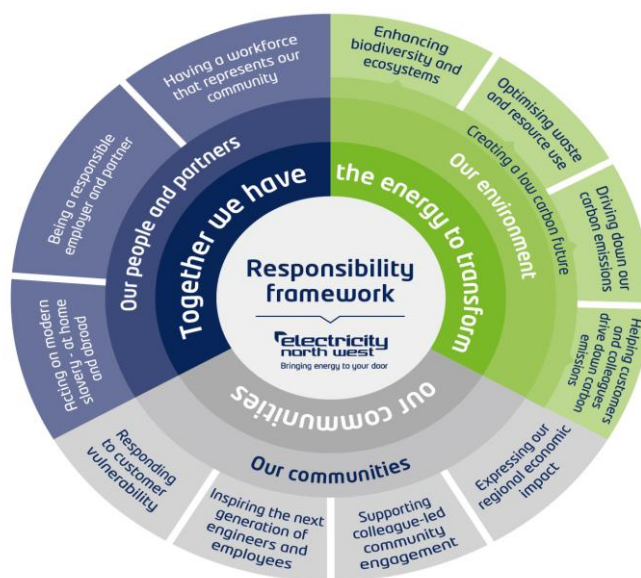 Responsibility
framework
electricity
north west
Bringing energy to your door
Together we have
the energy to transform
our communities
Our people and partners
Having a workforce
that represents our
community
Being a responsible
employer and partner
Acting on modern
slavery - at home
and abroad
Our environment
Creating a low carbon future
Enhancing
biodiversity and
ecosystems
Optimising waste
and resource use
Driving down our
carbon emissions
Helping customers
and colleagues
drive down carbon
emissions
Our communities
Responding
to customer
vulnerability
Inspiring the next
generation of
engineers and
employees
Supporting
colleague-led
community
engagement
Expressing our
regional economic
impact